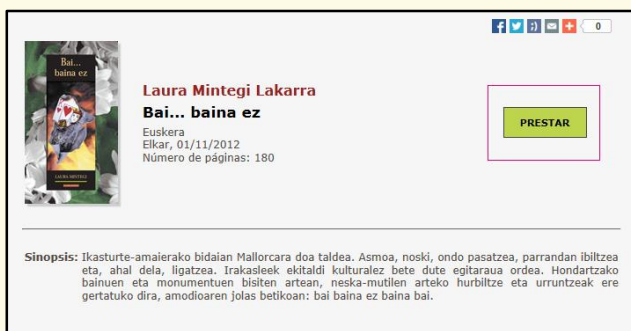 0
Bai...
baina ez
LAURA MINTEGI
Laura Mintegi Lakarra
Bai... baina ez
Euskera
Elkar, 01/11/2012
Número de páginas: 180
PRESTAR
Sinopsis: Ikasturte-amaierako bidaian Mallorcara doa taldea. Asmoa, noski, ondo pasatzea, parrandan ibiltzea
eta, ahal dela, ligatzea. Irakasleek ekitaldi kulturalez bete dute egitaraua ordea. Hondartzako
bainuen eta monumentuen bisiten artean, neska-mutilen arteko hurbiltze eta urruntzeak ere
gertatuko dira, amodioaren jolas betikoan: bai baina ez baina bai.